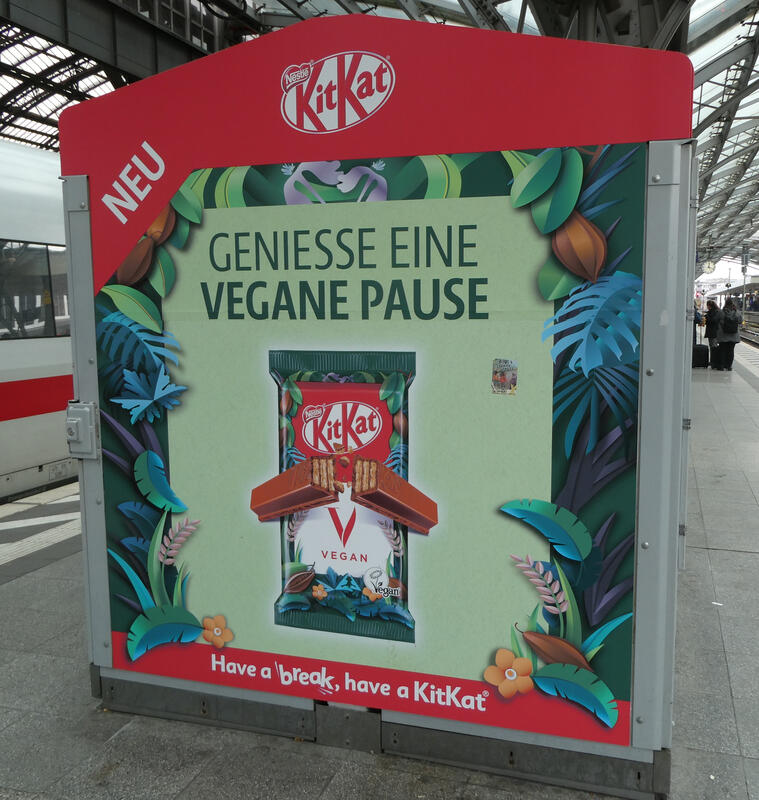 Nestlé
KitKat
NEU
GENIESSE EINE
VEGANE PAUSE
Nestlé
KitKat
V
VEGAN
Vegan
Have a break, have a KitKat®